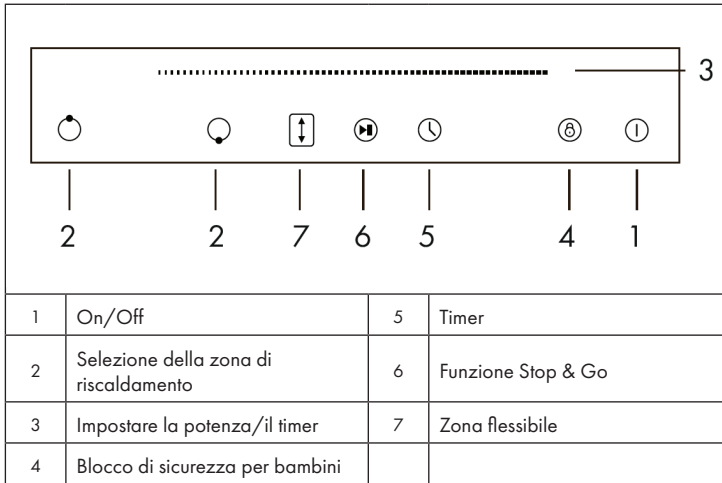 3
2 2 7 6 5 4 1
1 On/Off 5 Timer
2 Selezione della zona di
riscaldamento 6 Funzione Stop & Go
3 Impostare la potenza/il timer 7 Zona flessibile
4 Blocco di sicurezza per bambini